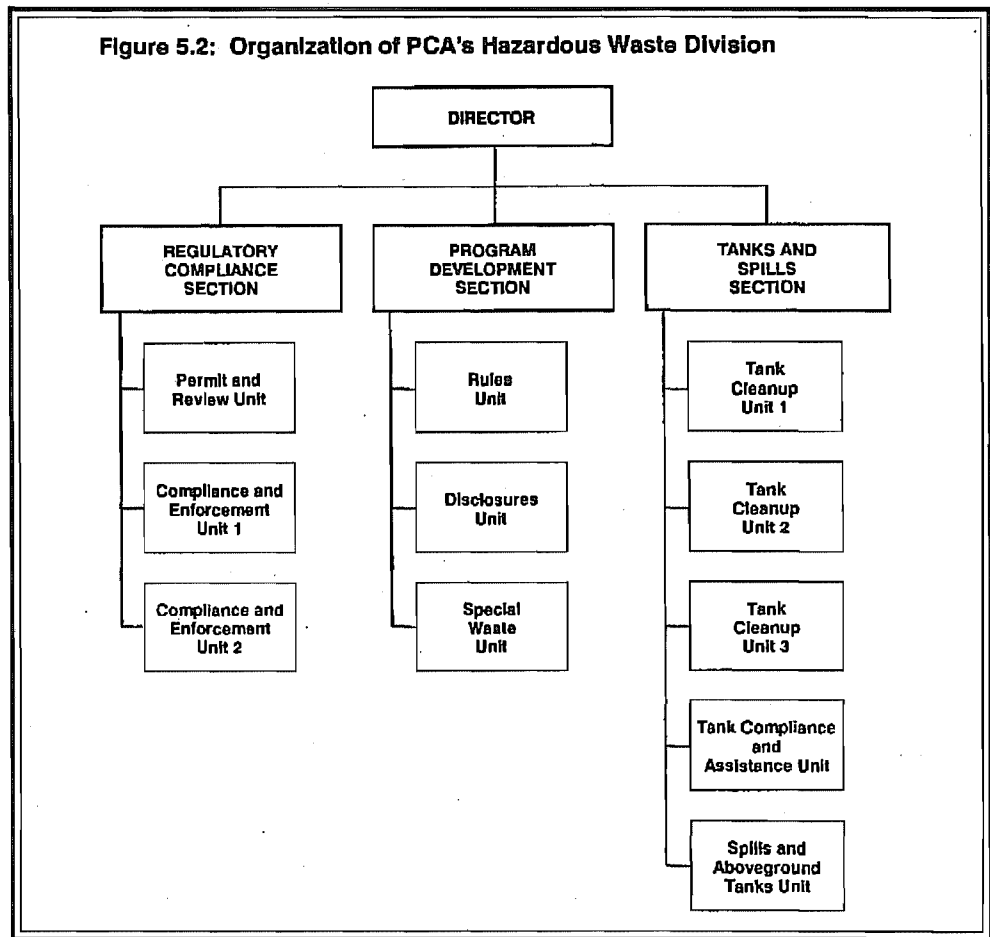 Figure 5.2: Organization of PCA's Hazardous Waste Division
DIRECTOR
REGULATORY
COMPLIANCE
SECTION
PROGRAM
DEVELOPMENT
SECTION
TANKS AND
SPILLS
SECTION
Permit and
Review Unit
Compliance and
Enforcement
Unit 1
Compliance and
Enforcement
Unit 2
Rules
Unit
Disclosures
Unit
Special
Waste
Unit
Tank
Cleanup
Unit 1
Tank
Cleanup
Unit 2
Tank
Cleanup
Unit 3
Tank Compliance
and
Assistance Unit
Spills and
Aboveground
Tanks Unit